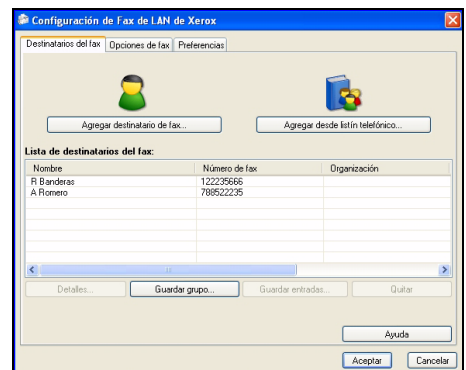 Configuración de Fax de LAN de Xerox
Destinatarios del fax Opciones de fax Preferencias
Agregar destinatario de fax... Agregar desde listín telefónico...
Lista de destinatarios del fax:
Nombre Número de fax Organización
R Banderas 122235666
A Romero 788522235
Detalles... Guardar grupo... Guardar entradas... Quitar
Ayuda
Aceptar Cancelar